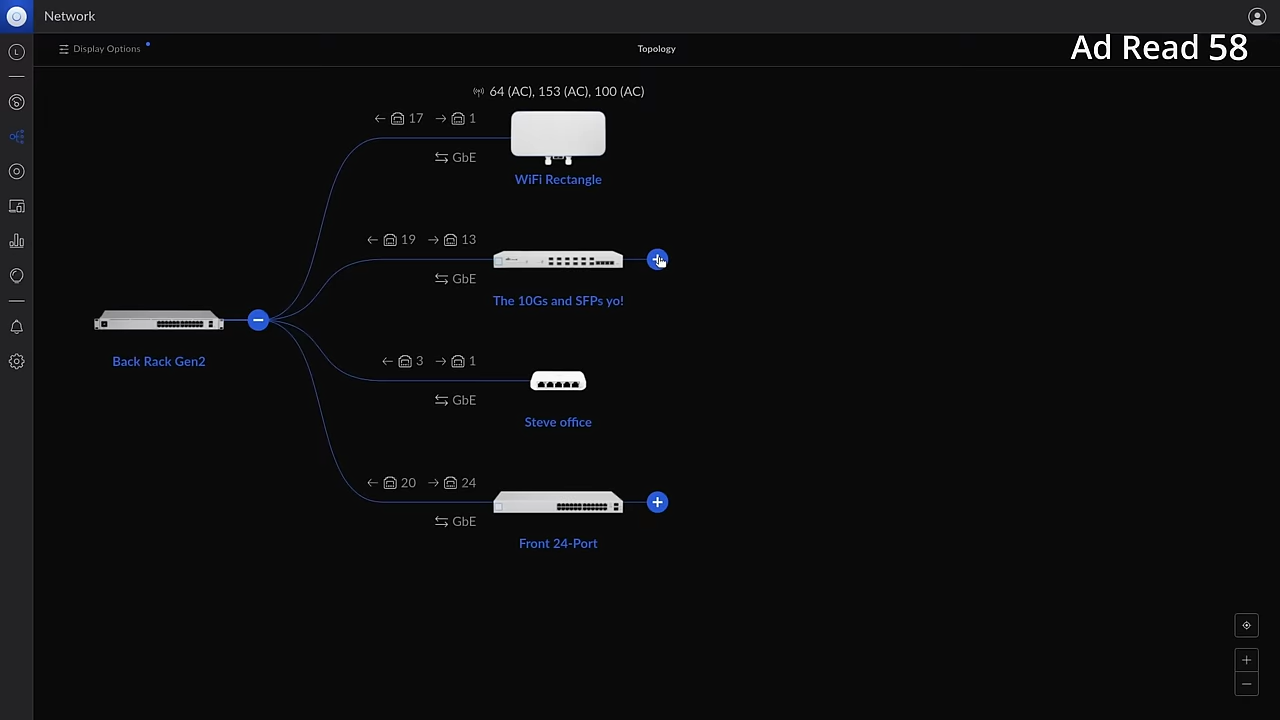 Network
Display Options
Topology
Ad Read 58
64 (AC), 153 (AC), 100 (AC)
17 1
GbE
WiFi Rectangle
19 13
GbE
The 10Gs and SFPs yo!
Back Rack Gen2
3 1
GbE
Steve office
20 24
GbE
Front 24-Port